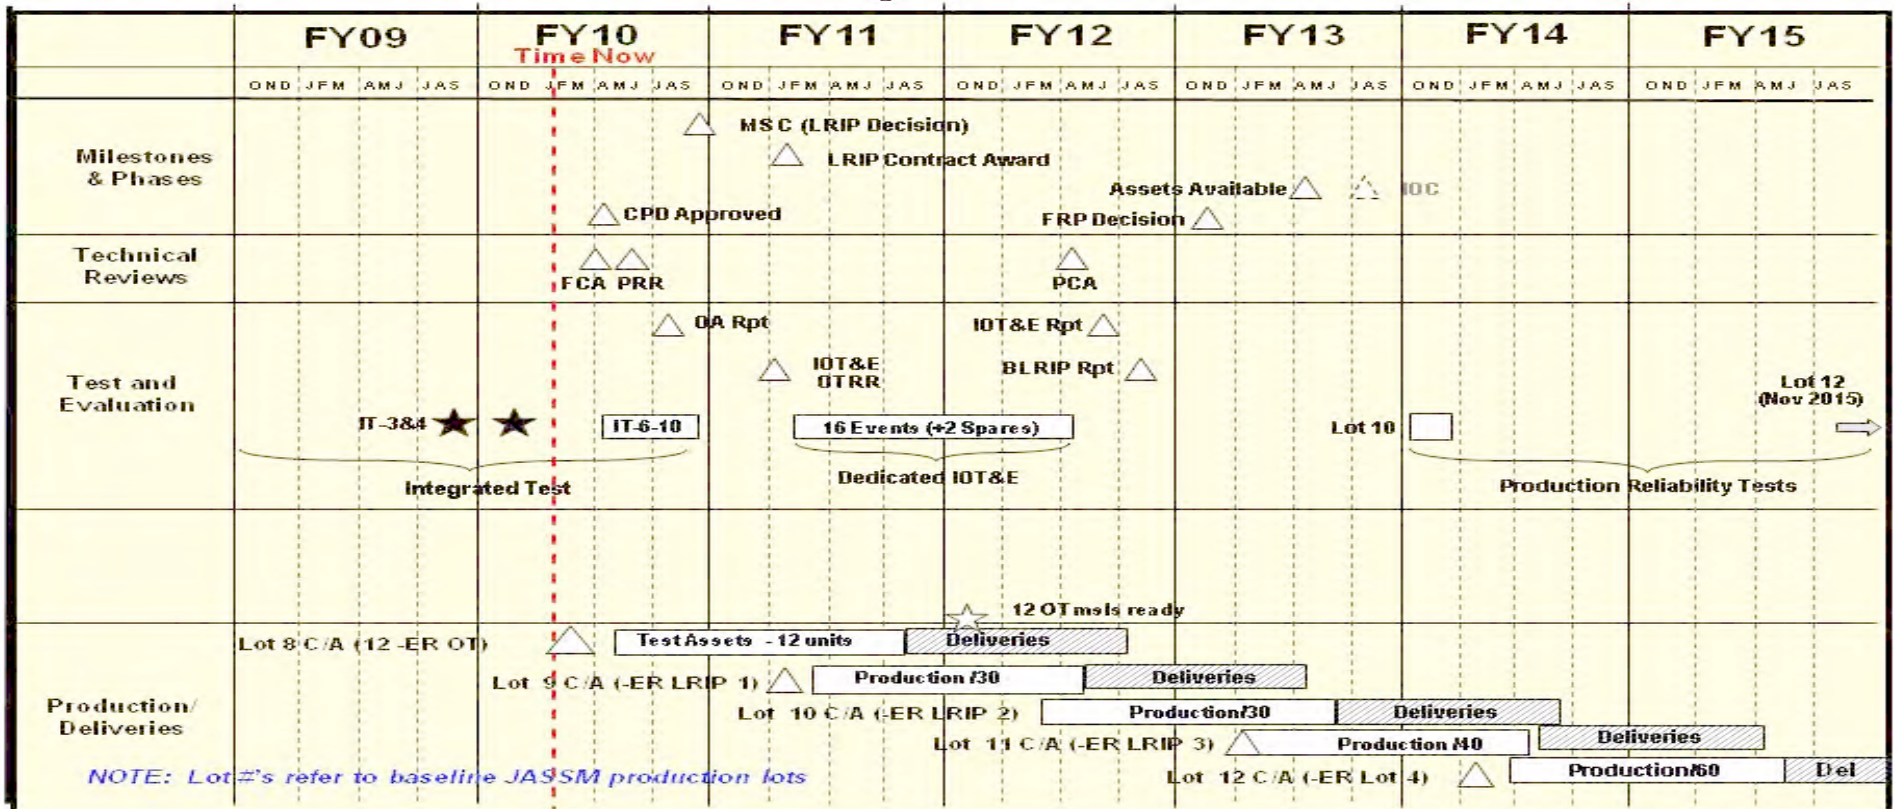 FY09 FY10 FY11 FY12 FY13 FY14 FY15
Time Now
OND JFM AMJ JAS OND JFM AMJ JAS OND JFM AMJ JAS OND JFM AMJ JAS OND JFM AMJ JAS OND JFM AMJ JAS OND JFM AMJ JAS
Milestones
& Phases
MSC (LRIP Decision)
LRIP Contract Award
Assets Available
IOC
CPD Approved
FRP Decision
Technical
Reviews
FCA PRR
PCA
Test and
Evaluation
OA Rpt
IOT&E Rpt
IOT&E
OTRR
BLRIP Rpt
Lot 12
(Nov 2015)
IT-3&4
IT-6-10
16 Events (+2 Spares)
Lot 10
Integrated Test
Dedicated IOT&E
Production Reliability Tests
12 OT msls ready
Production/
Deliveries
Lot 8 C/A (12 -ER OT)
Test Assets - 12 units
Deliveries
Lot 9 C/A (-ER LRIP 1)
Production /30
Deliveries
Lot 10 C/A (-ER LRIP 2)
Production/30
Deliveries
Lot 11 C/A (-ER LRIP 3)
Production /40
Deliveries
Lot 12 C/A (-ER Lot 4)
Production/60
Del
NOTE: Lot #'s refer to baseline JASSM production lots